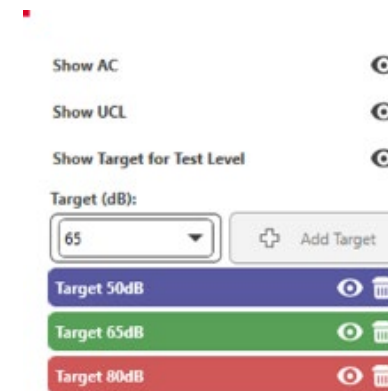 Show AC
Show UCL
Show Target for Test Level
Target (dB):
65
Add Target
Target 50dB
Target 65dB
Target 80dB